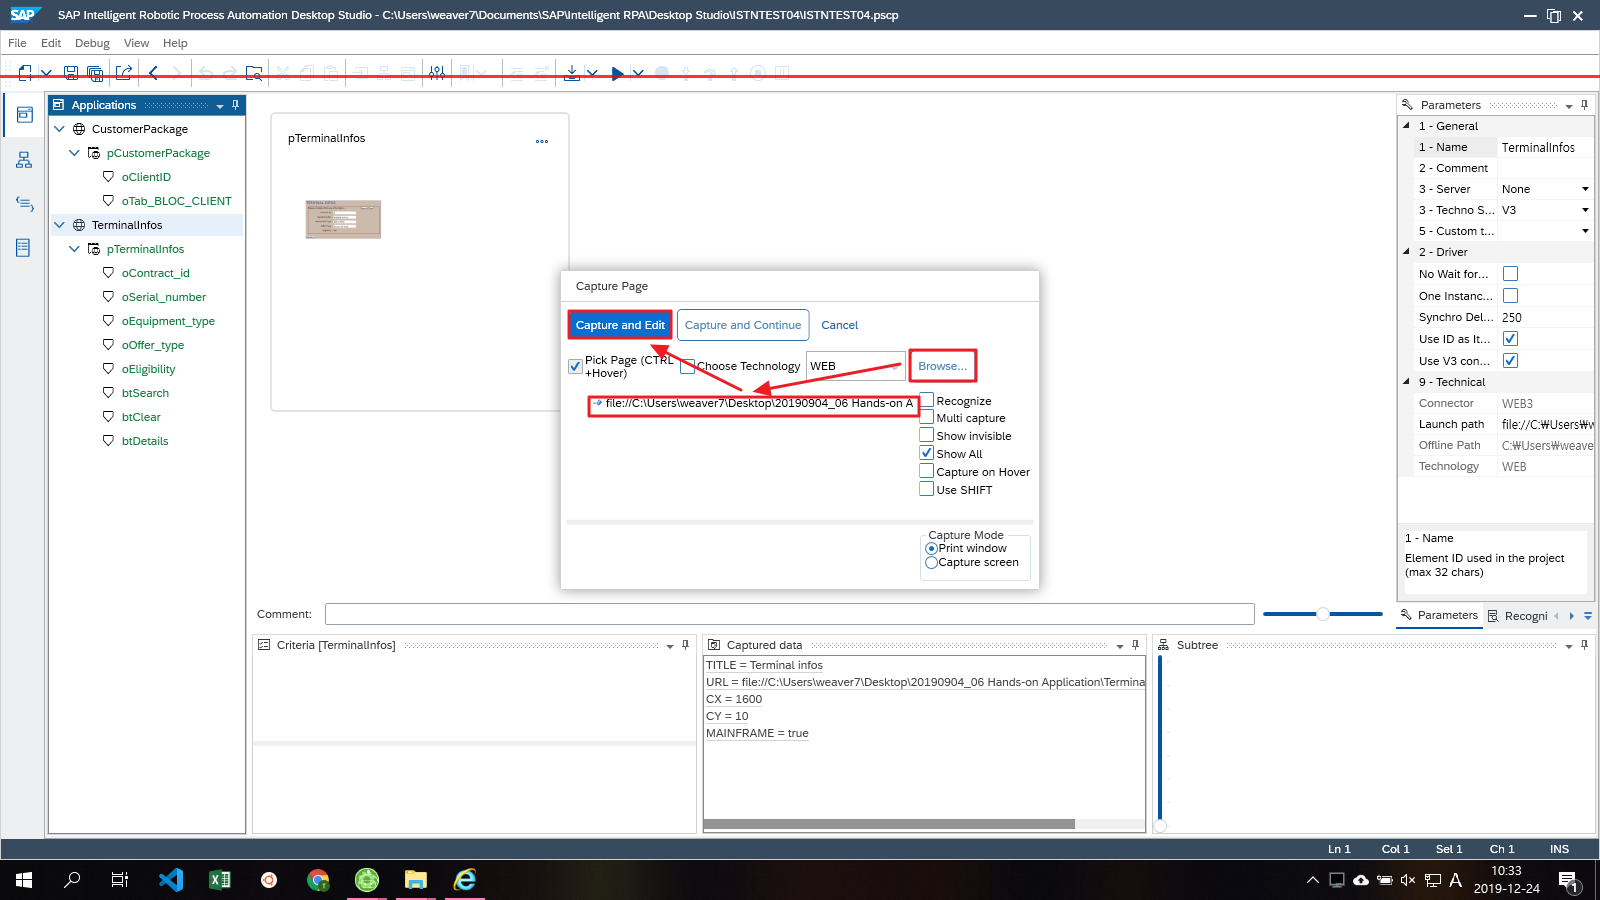 SAP Intelligent Robotic Process Automation Desktop Studio - C:\Users\weaver7\Documents\SAP\Intelligent RPA\Desktop Studio\ISTNTEST04\ISTNTEST04.pscp
File Edit Debug View Help
Applications
CustomerPackage
pCustomerPackage
oClientID
oTab_BLOC_CLIENT
TerminalInfos
pTerminalInfos
oContract_id
oSerial_number
oEquipment_type
oOffer_type
oEligibility
btSearch
btClear
btDetails
pTerminalInfos
Capture Page
Capture and Edit Capture and Continue Cancel
Pick Page (CTRL
+Hover)
Choose Technology WEB Browse...
file://C:\Users\weaver7\Desktop\20190904_06 Hands-on A
Recognize
Multi capture
Show invisible
Show All
Capture on Hover
Use SHIFT
Capture Mode
Print window
Capture screen
Comment:
Criteria [TerminalInfos]
Captured data
TITLE = Terminal infos
URL = file://C:\Users\weaver7\Desktop\20190904_06 Hands-on Application\Termina
CX = 1600
CY = 10
MAINFRAME = true
Subtree
Parameters
1 - General
1 - Name TerminalInfos
2 - Comment
3 - Server None
3 - Techno S... V3
5 - Custom t...
2 - Driver
No Wait for...
One Instanc...
Synchro Del... 250
Use ID as It...
Use V3 con...
9 - Technical
Connector WEB3
Launch path file://C:₩Users₩w
Offline Path C:₩Users₩weave
Technology WEB
1 - Name
Element ID used in the project
(max 32 chars)
Parameters Recogni
Ln 1 Col 1 Sel 1 Ch 1 INS
A
10:33
2019-12-24
1